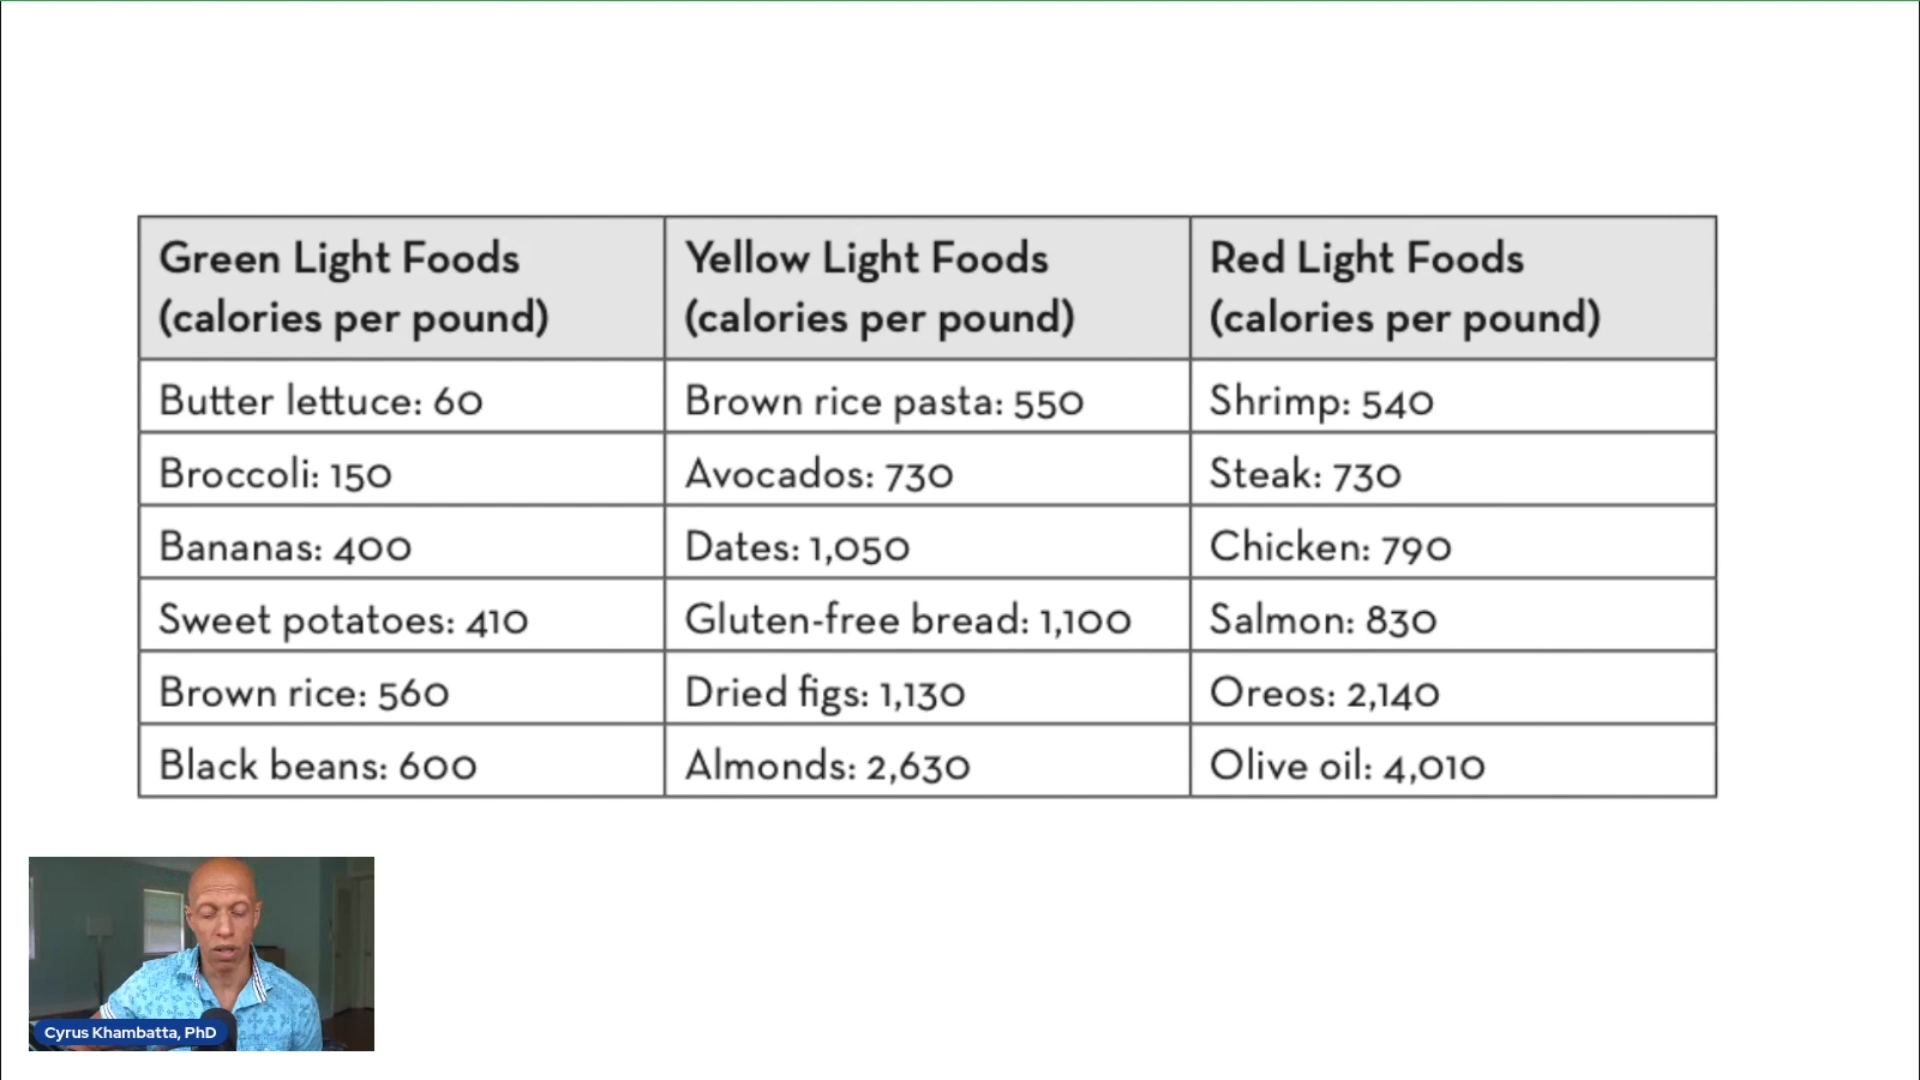 Green Light Foods
(calories per pound)
Yellow Light Foods
(calories per pound)
Red Light Foods
(calories per pound)
Butter lettuce: 60
Brown rice pasta: 550
Shrimp: 540
Broccoli: 150
Avocados: 730
Steak: 730
Bananas: 400
Dates: 1,050
Chicken: 790
Sweet potatoes: 410
Gluten-free bread: 1,100
Salmon: 830
Brown rice: 560
Dried figs: 1,130
Oreos: 2,140
Black beans: 600
Almonds: 2,630
Olive oil: 4,010
Cyrus Khambatta, PhD